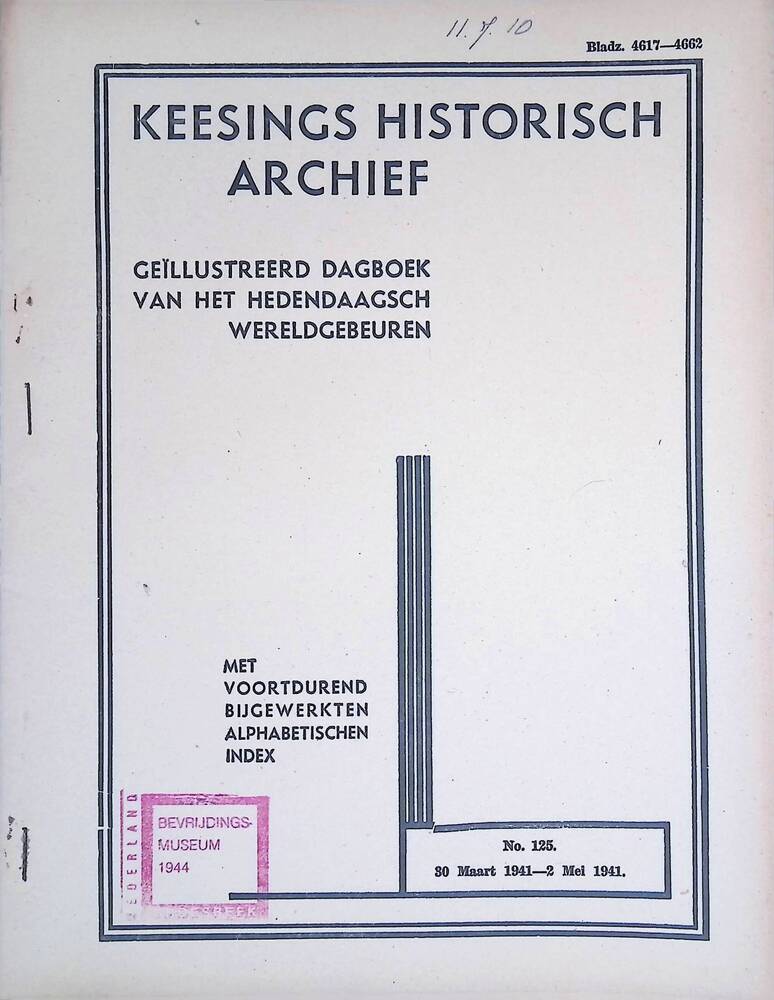 11.7.10
Bladz. 4617—4662
KEESINGS HISTORISCH
ARCHIEF
GEÏLLUSTREERD DAGBOEK
VAN HET HEDENDAAGSCH
WERELDGEBEUREN
MET
VOORTDUREND
BIJGEWERKTEN
ALPHABETISCHEN
INDEX
NEDERLAND
BEVRIJDINGS-
MUSEUM
1944
No. 125.
30 Maart 1941—2 Mei 1941.